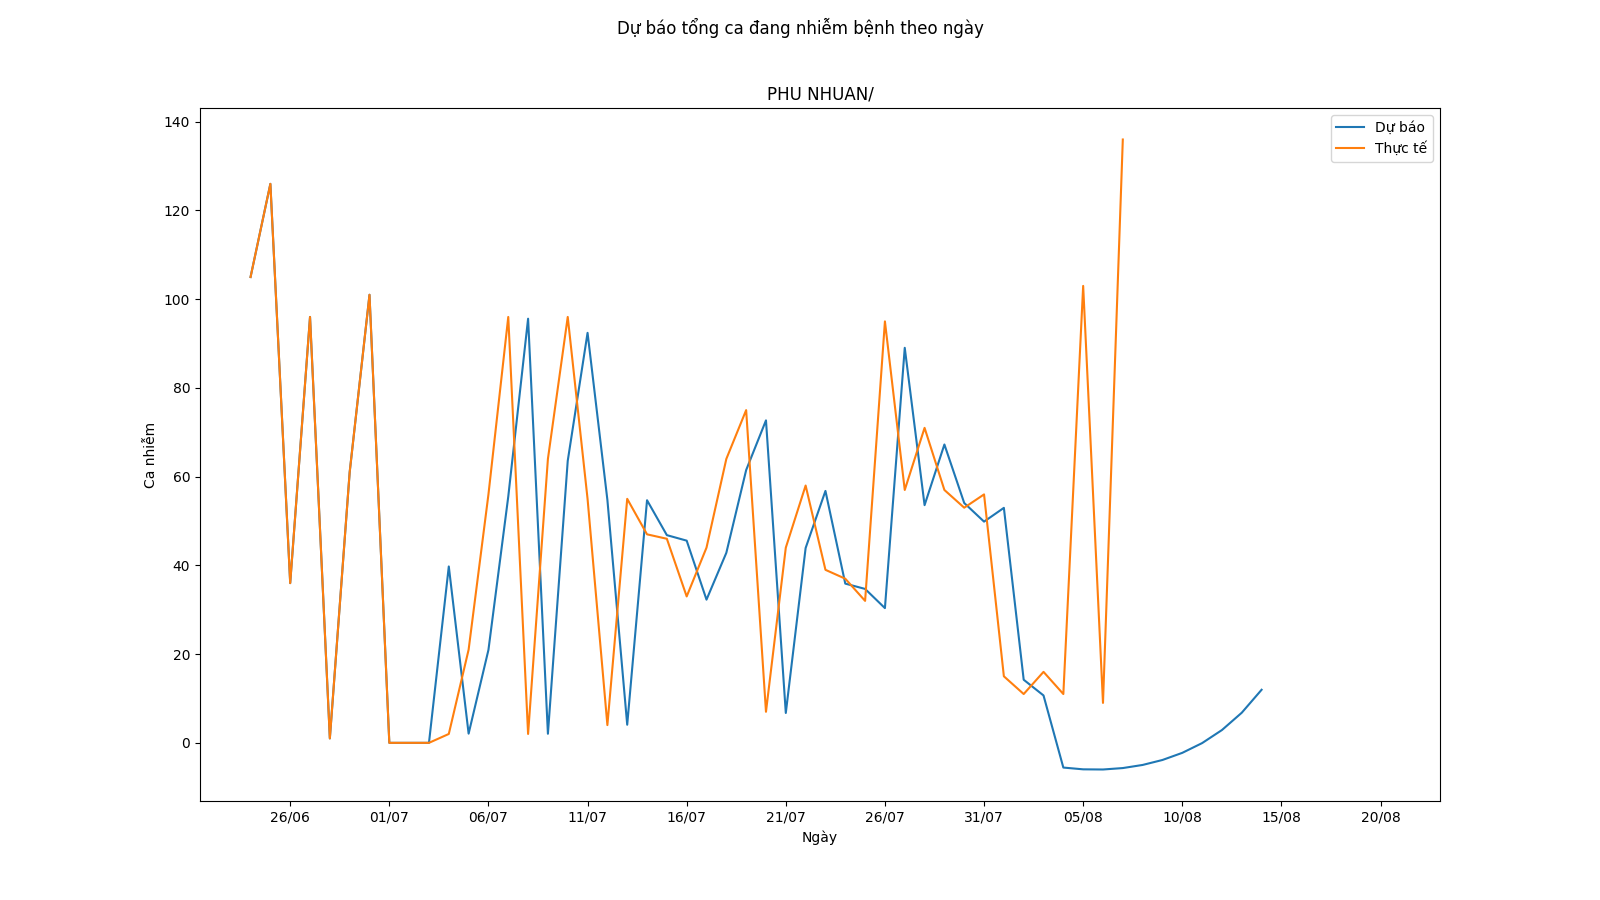 Dự báo tổng ca đang nhiễm bệnh theo ngày
PHU NHUAN/
Dự báo
Thực tế
140
120
100
80
60
40
20
0
Ca nhiễm
26/06 01/07 06/07 11/07 16/07 21/07 26/07 31/07 05/08 10/08 15/08 20/08
Ngày